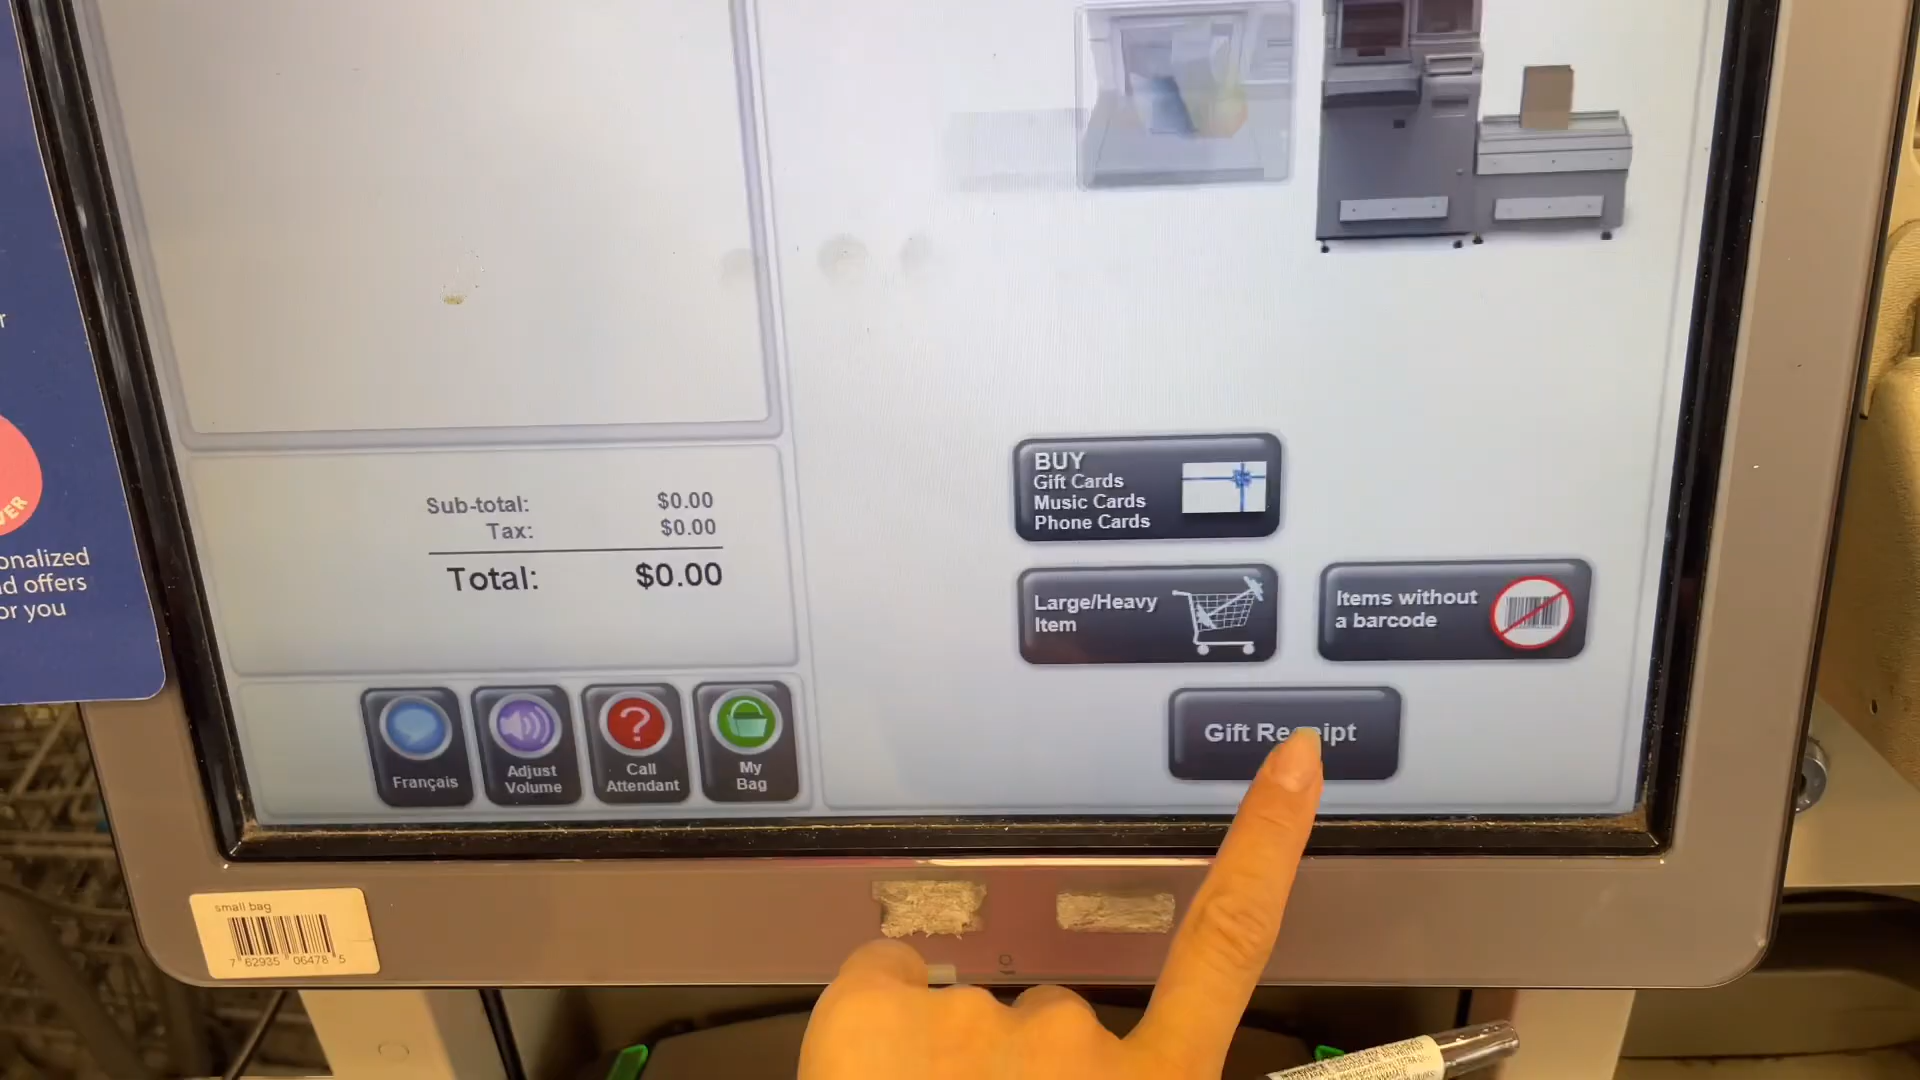 onalized
d offers
or you
Sub-total: $0.00
Tax: $0.00
Total: $0.00
BUY
Gift Cards
Music Cards
Phone Cards
Large/Heavy
Item
Items without
a barcode
Gift Re ipt
Français
Adjust
Volume
Call
Attendant
My
Bag
small bag
7 62935 06478 5